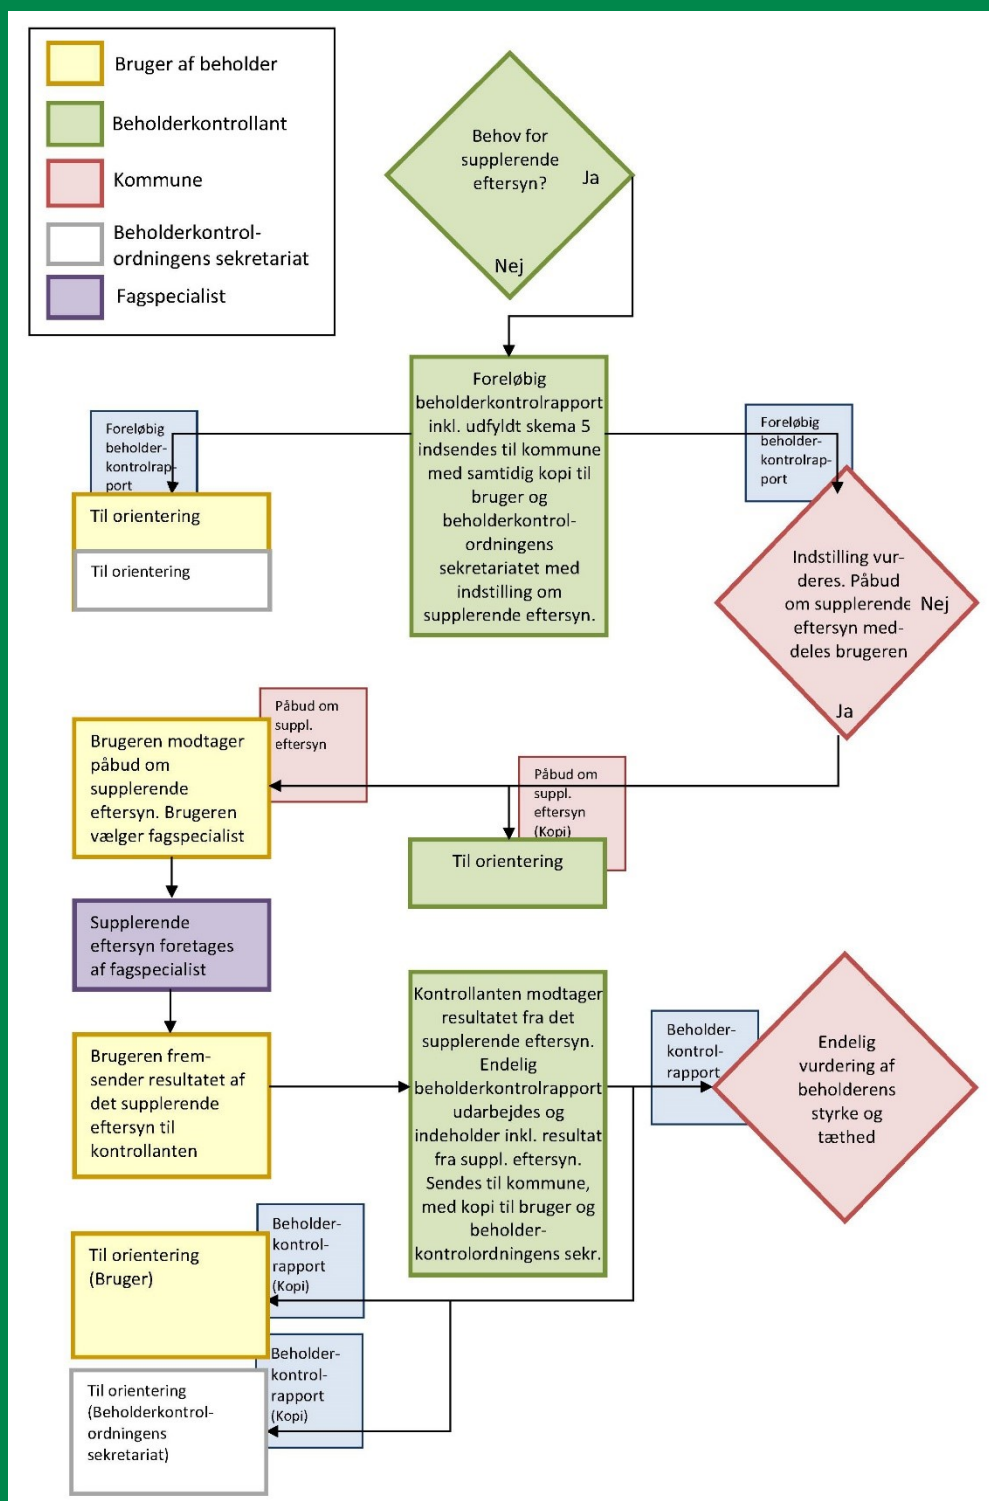 Bruger af beholder
Beholderkontrollant
Kommune
Beholderkontrol-
ordningens sekretariat
Fagspecialist
Behov for
supplerende
eftersyn?
Ja
Nej
Foreløbig
beholderkontrolrapport
inkl. udfyldt skema 5
indsendes til kommune
med samtidig kopi til
bruger og
beholderkontrol-
ordningens
sekretariatet med
indstilling om
supplerende eftersyn.
Foreløbig
beholder-
kontrolrap-
port
Til orientering
Til orientering
Foreløbig
beholder-
kontrolrap-
port
Indstilling vur-
deres. Påbud
om supplerende
eftersyn med-
deles brugeren
Nej
Ja
Påbud om
suppl.
eftersyn
Brugeren modtager
påbud om
supplerende
eftersyn. Brugeren
vælger fagspecialist
Påbud om
suppl.
eftersyn
(Kopi)
Til orientering
Supplerende
eftersyn foretages
af fagspecialist
Brugeren frem-
sender resultatet af
det supplerende
eftersyn til
kontrollanten
Kontrollanten modtager
resultatet fra det
supplerende eftersyn.
Endelig
beholderkontrolrapport
udarbejdes og
indeholder inkl. resultat
fra suppl. eftersyn.
Sendes til kommune,
med kopi til bruger og
beholder-
kontrolordningens sekr.
Beholder-
kontrol-
rapport
Endelig
vurdering af
beholderens
styrke og
tæthed
Beholder-
kontrol-
rapport
(Kopi)
Til orientering
(Bruger)
Beholder-
kontrol-
rapport
(Kopi)
Til orientering
(Beholderkontrol-
ordningens
sekretariat)